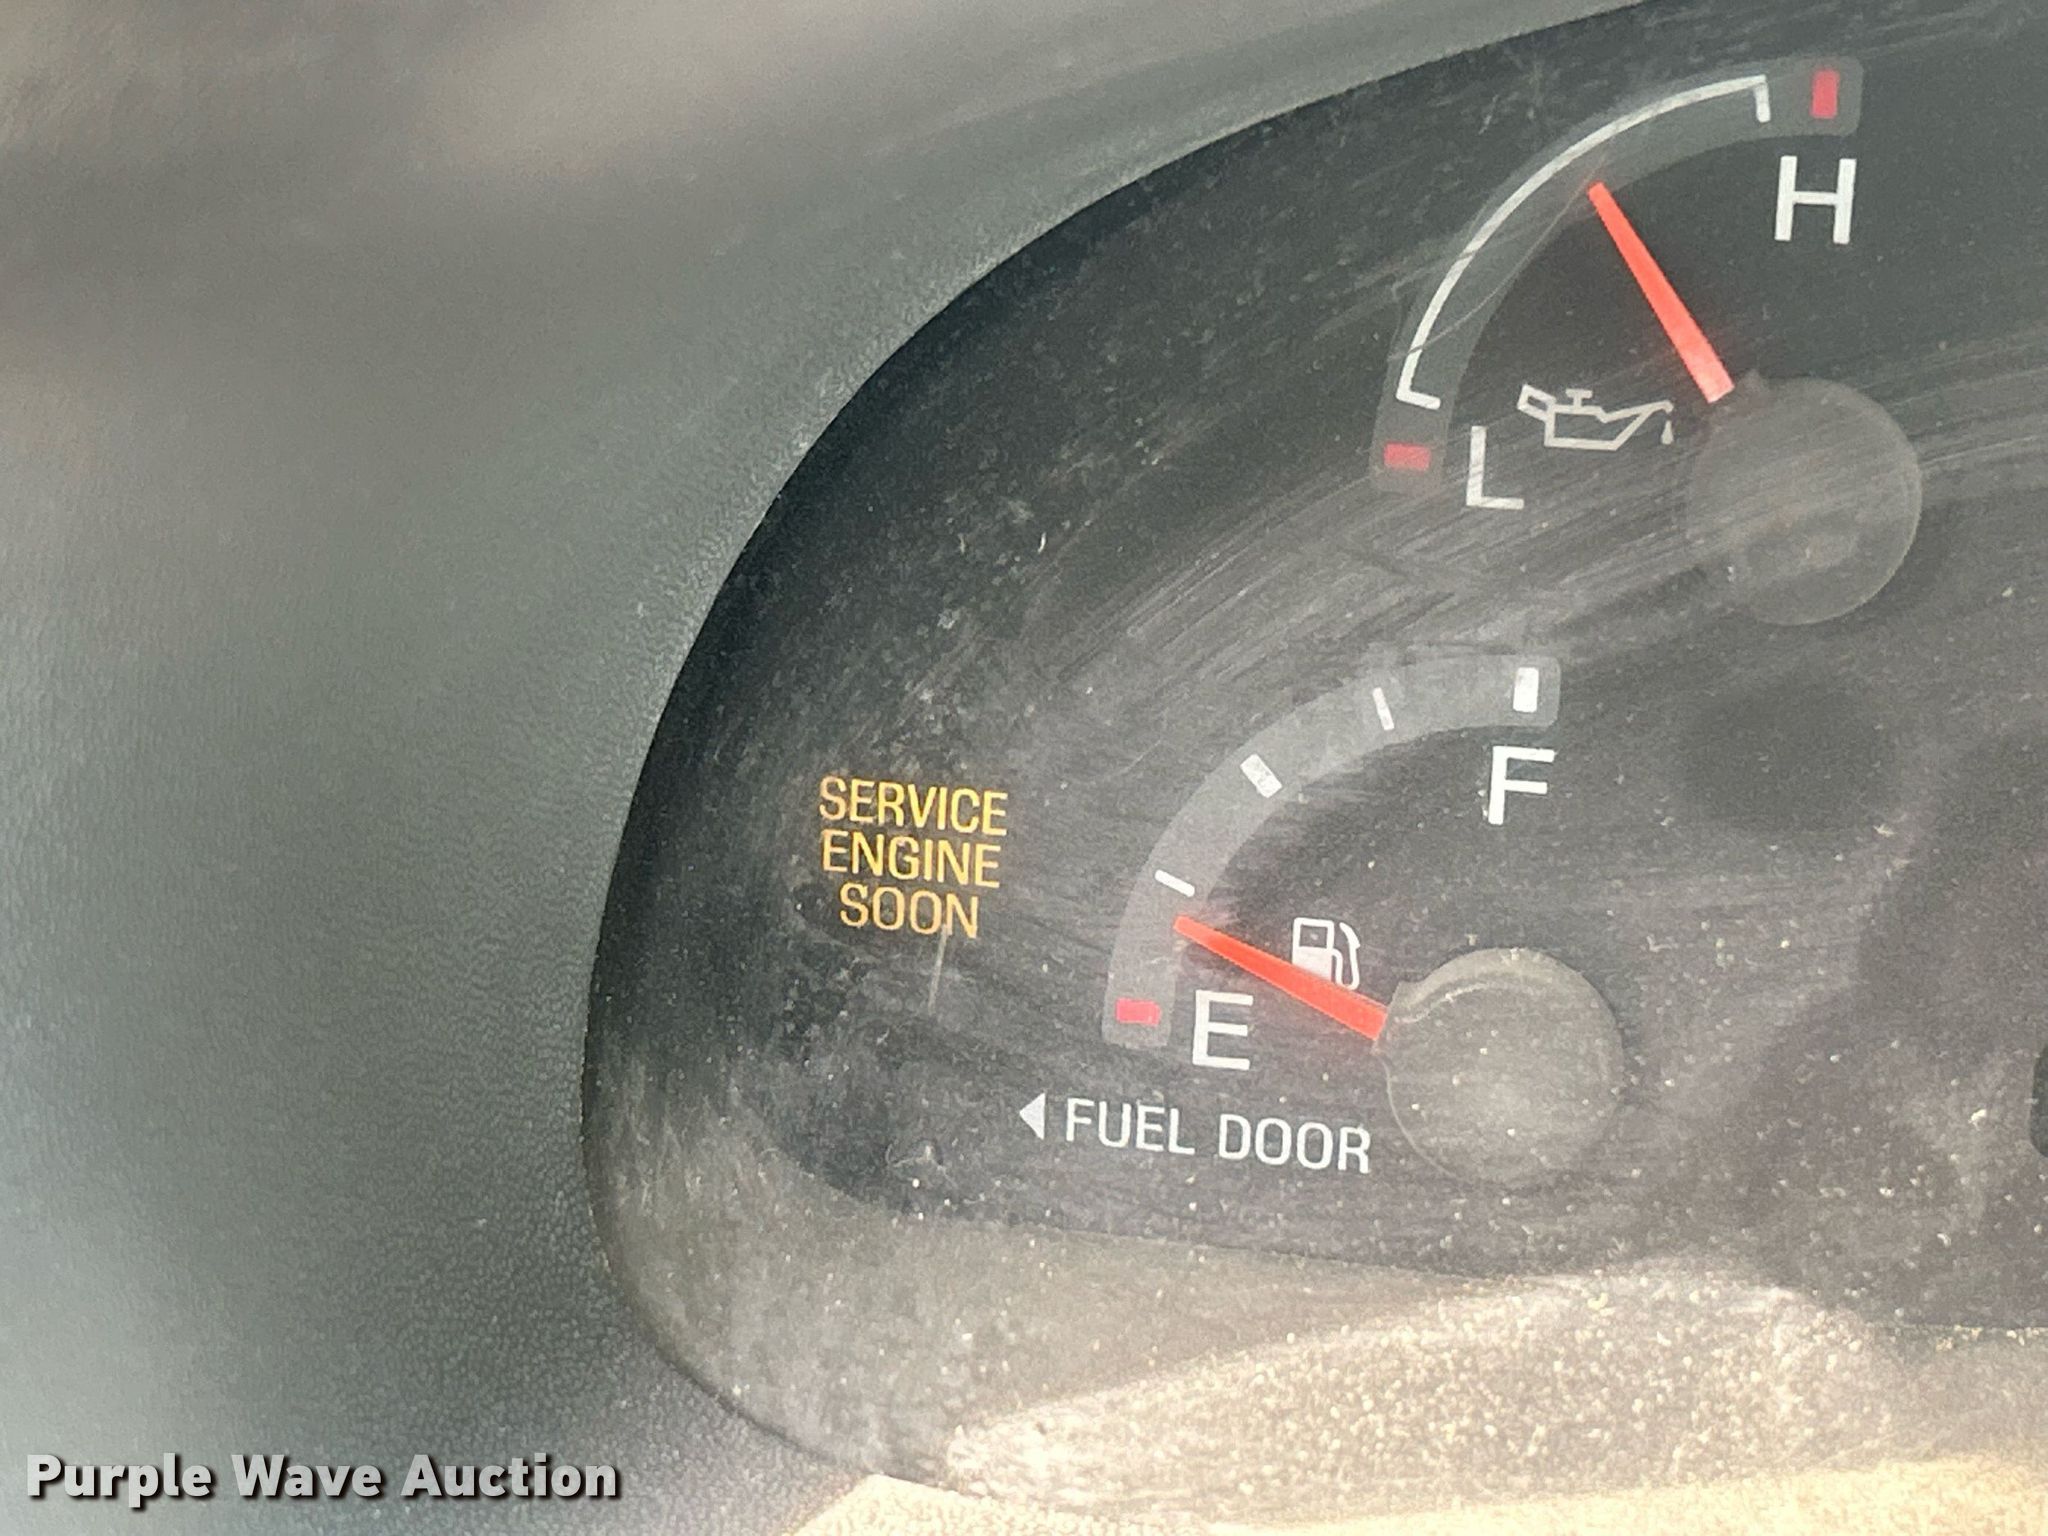 H
L
F
SERVICE
ENGINE
SOON
E
FUEL DOOR
Purple Wave Auction